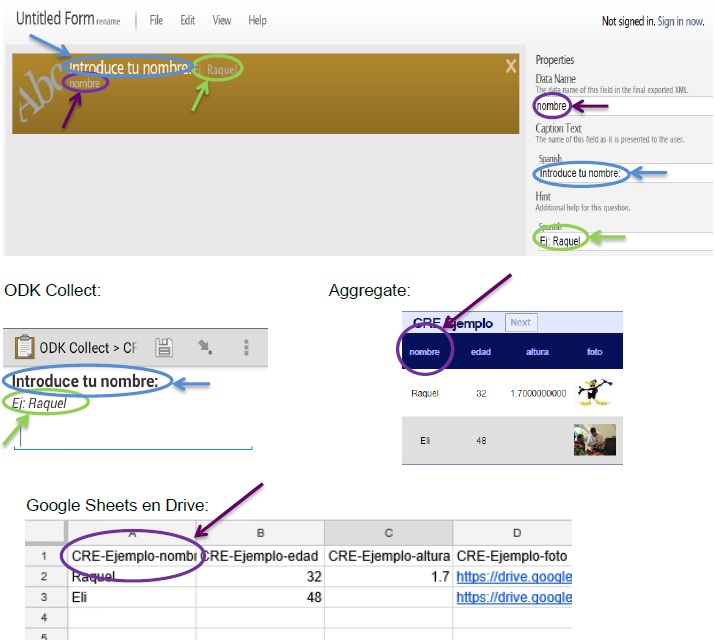 Untitled Form rename File Edit View Help Not signed in. Sign in now.
Abc
Introduce tu nombre: Ej: Raquel
nombre
X
Properties
Data Name
The data name of this field in the final exported XML.
nombre
Caption Text
The name of this field as it is presented to the user.
Spanish
Introduce tu nombre:
Hint
Additional help for this question.
Spanish
Ej: Raquel
ODK Collect:
ODK Collect > CF
Introduce tu nombre:
Ej: Raquel
Aggregate:
CRE Ejemplo Next
nombre edad altura foto
Raquel 32 1.7000000000
Eli 48
Google Sheets en Drive:
A B C D
1 CRE-Ejemplo-nombr CRE-Ejemplo-edad CRE-Ejemplo-altura CRE-Ejemplo-foto
2 Raquel 32 1.7 https://drive.google
3 Eli 48 https://drive.google
4
5